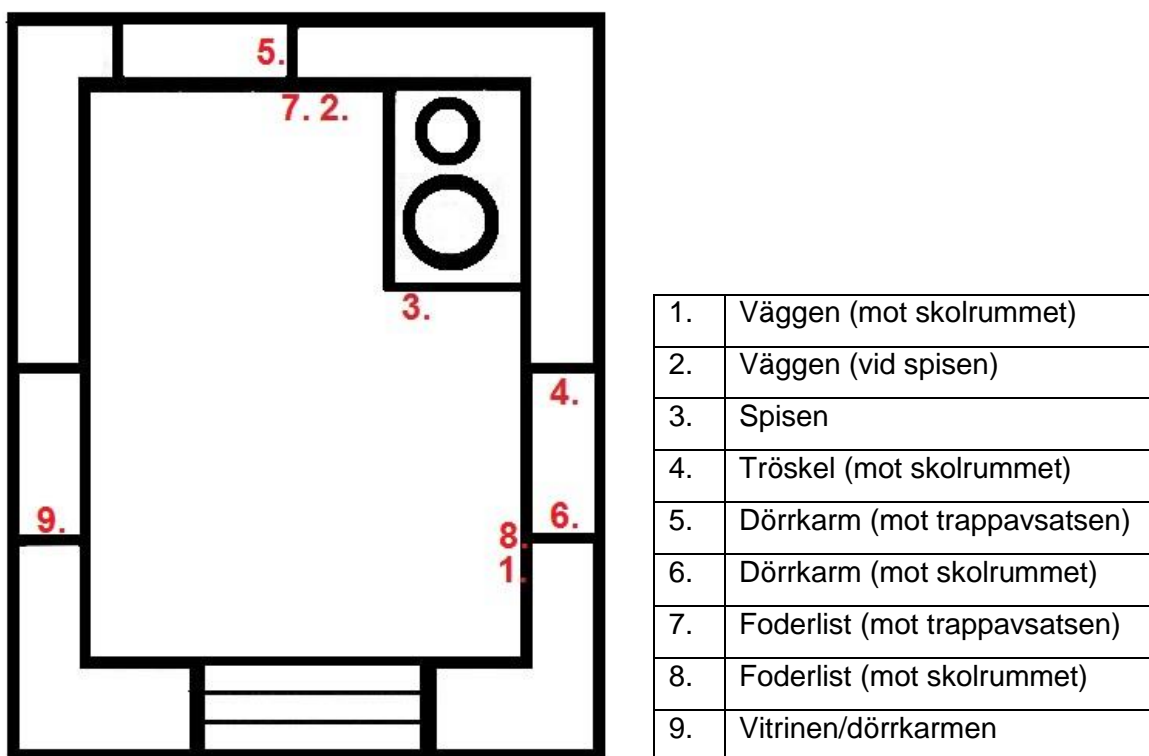 5.
7. 2.
3.
4.
9.
6.
8.
1.
1. Väggen (mot skolrummet)
2. Väggen (vid spisen)
3. Spisen
4. Tröskel (mot skolrummet)
5. Dörrkarm (mot trappavsatsen)
6. Dörrkarm (mot skolrummet)
7. Foderlist (mot trappavsatsen)
8. Foderlist (mot skolrummet)
9. Vitrinen/dörrkarmen